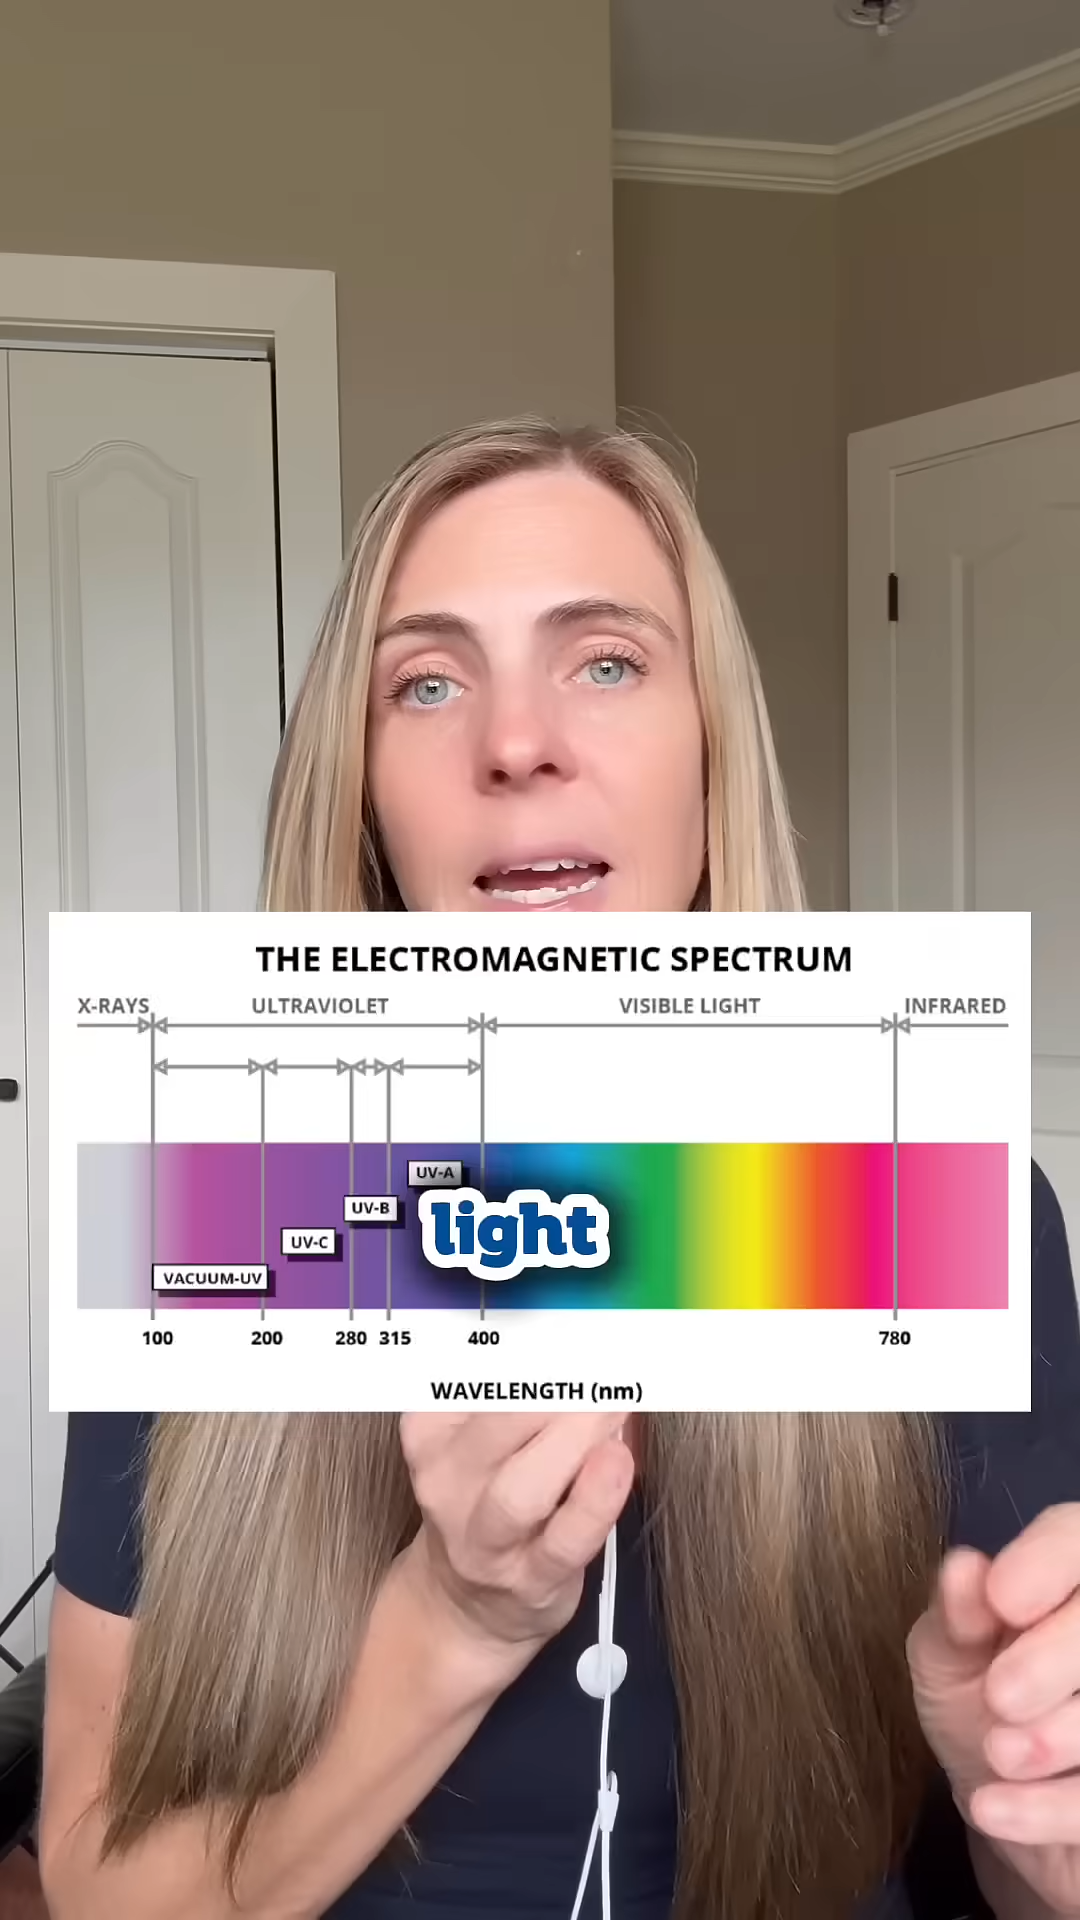 THE ELECTROMAGNETIC SPECTRUM
X-RAYS ULTRAVIOLET VISIBLE LIGHT INFRARED
UV-A
UV-B
light
UV-C
VACUUM-UV
100 200 280 315 400 780
WAVELENGTH (nm)